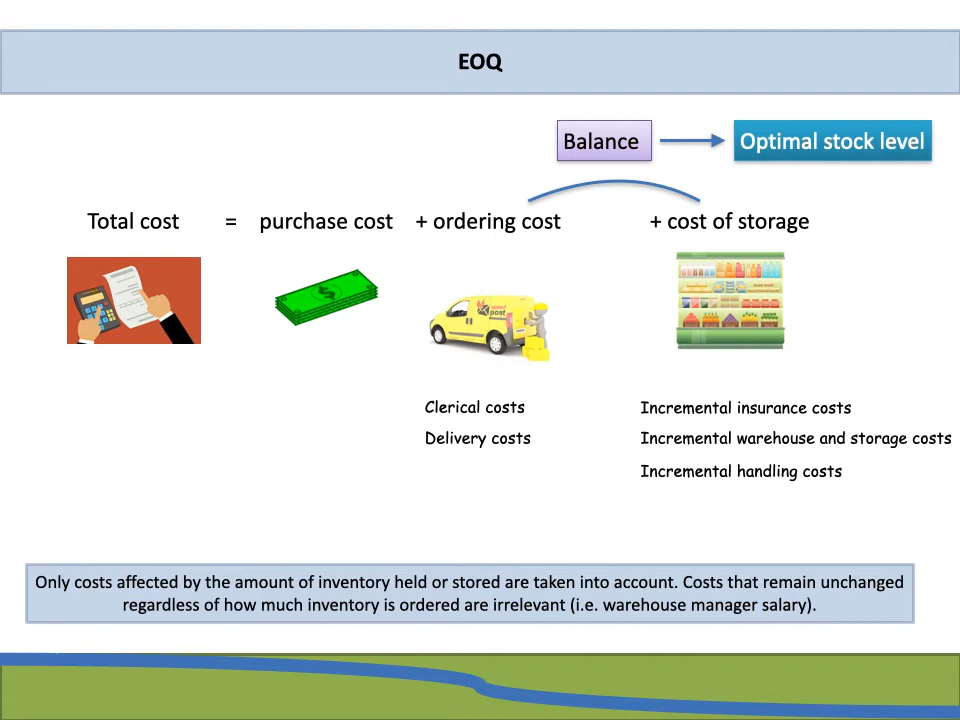 EOQ
Balance
Optimal stock level
Total cost = purchase cost + ordering cost + cost of storage
speed
post
Clerical costs
Incremental insurance costs
Delivery costs
Incremental warehouse and storage costs
Incremental handling costs
Only costs affected by the amount of inventory held or stored are taken into account. Costs that remain unchanged
regardless of how much inventory is ordered are irrelevant (i.e. warehouse manager salary).